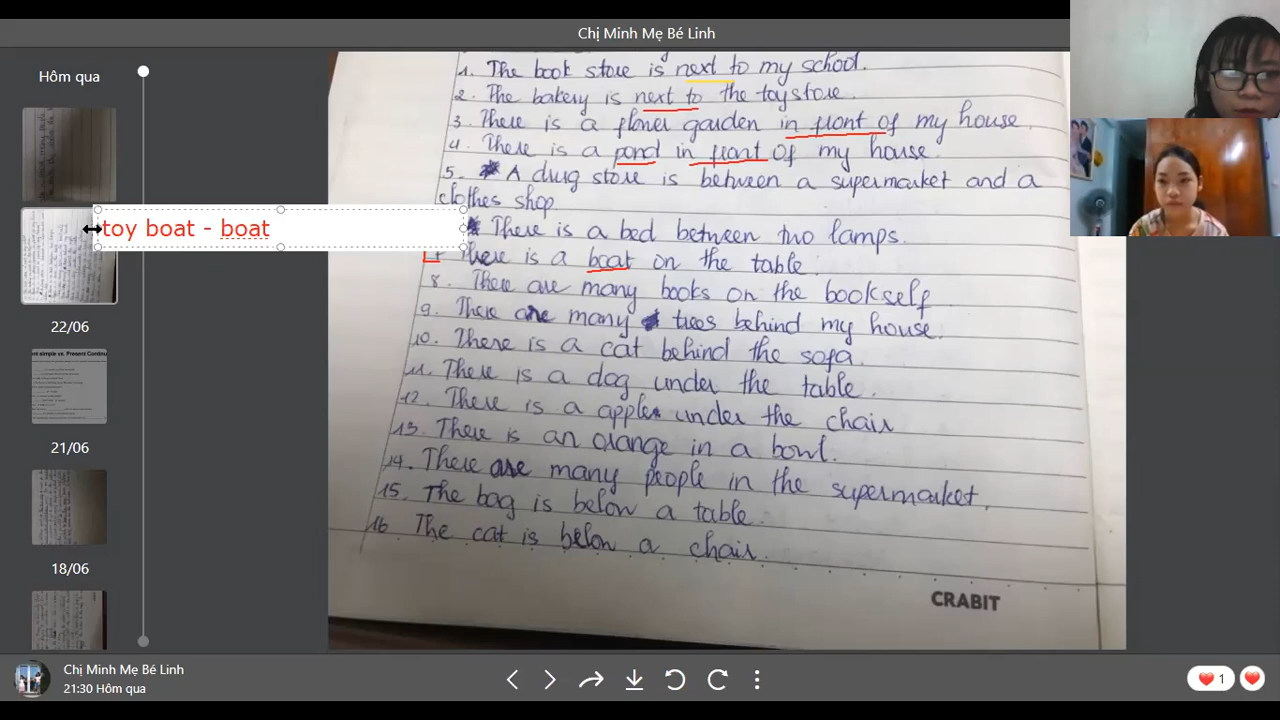 Chị Minh Mẹ Bé Linh
Hôm qua
22/06
21/06
18/06
toy boat - boat
1. The book store is next to my school.
2. The bakery is next to the toystore.
3. There is a floner garden in front of my house.
4. There is a pond in front of my house.
5. A drug store is between a supermarket and a
clothes shop
There is a bed between two lamps.
There is a boat on the table.
8. There are many books on the bookself
9. There are many trees behind my house.
10. There is a cat behind the sofa.
11. There is a dog under the table.
12. There is a apple under the chair
13. There is an orange in a bowl.
14. There are many people in the supermarket.
15. The bag is below a table.
16. The cat is below a chair.
CRABIT
Chị Minh Mẹ Bé Linh
21:30 Hôm qua
1